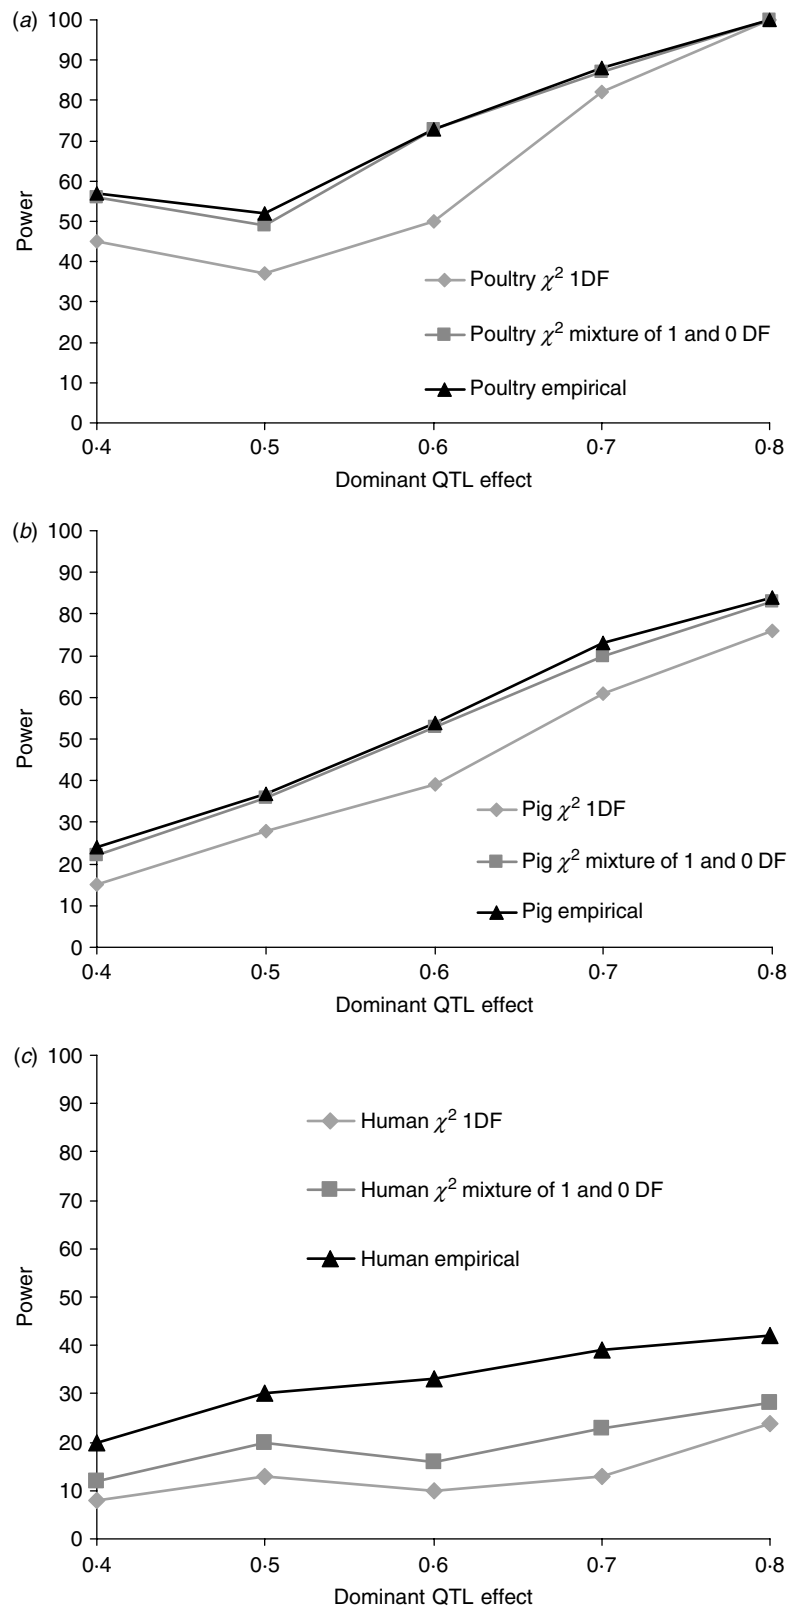 (a)
100
90
80
70
60
50
40
30
20
10
0
Power
Poultry χ² 1DF
Poultry χ² mixture of 1 and 0 DF
Poultry empirical
0·4 0·5 0·6 0·7 0·8
Dominant QTL effect
(b)
100
90
80
70
60
50
40
30
20
10
0
Power
Pig χ² 1DF
Pig χ² mixture of 1 and 0 DF
Pig empirical
0·4 0·5 0·6 0·7 0·8
Dominant QTL effect
(c)
100
90
80
70
60
50
40
30
20
10
0
Power
Human χ² 1DF
Human χ² mixture of 1 and 0 DF
Human empirical
0·4 0·5 0·6 0·7 0·8
Dominant QTL effect